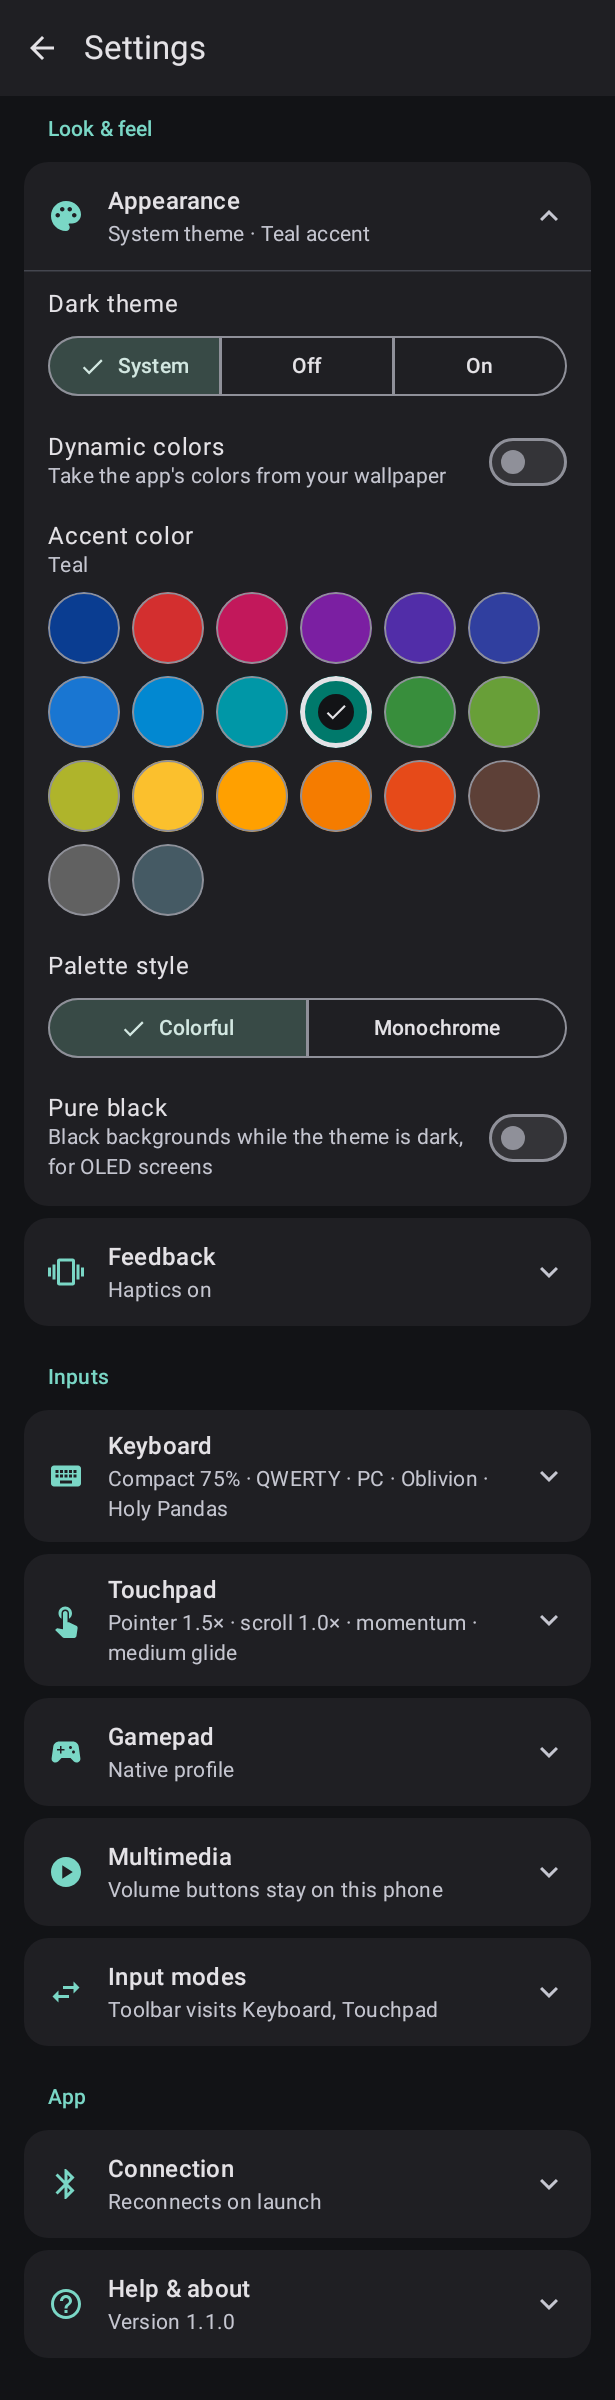 Settings
Look & feel
Appearance
System theme · Teal accent
Dark theme
System
Off
On
Dynamic colors
Take the app's colors from your wallpaper
Accent color
Teal
Palette style
Colorful
Monochrome
Pure black
Black backgrounds while the theme is dark,
for OLED screens
Feedback
Haptics on
Inputs
Keyboard
Compact 75% · QWERTY · PC · Oblivion ·
Holy Pandas
Touchpad
Pointer 1.5× · scroll 1.0× · momentum ·
medium glide
Gamepad
Native profile
Multimedia
Volume buttons stay on this phone
Input modes
Toolbar visits Keyboard, Touchpad
App
Connection
Reconnects on launch
Help & about
Version 1.1.0